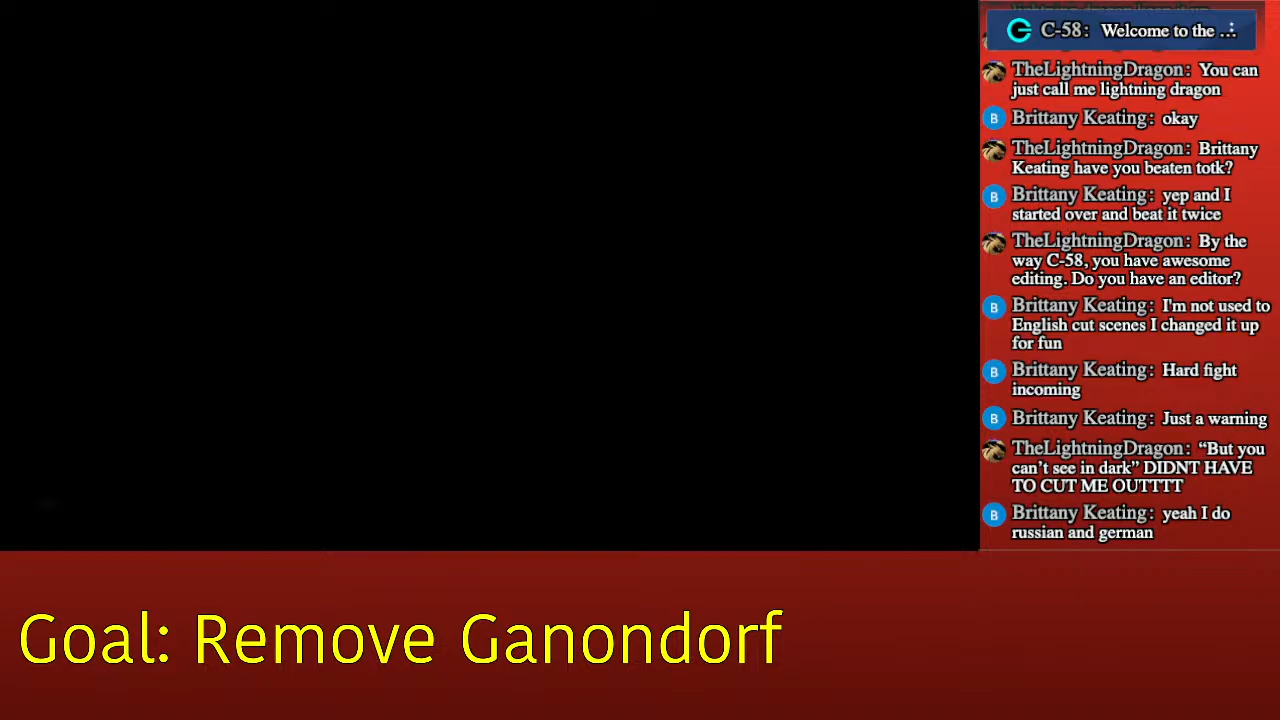 C-58: Welcome to the ...
TheLightningDragon: You can
just call me lightning dragon
B Brittany Keating: okay
TheLightningDragon: Brittany
Keating have you beaten totk?
B Brittany Keating: yep and I
started over and beat it twice
TheLightningDragon: By the
way C-58, you have awesome
editing. Do you have an editor?
B Brittany Keating: I'm not used to
English cut scenes I changed it up
for fun
B Brittany Keating: Hard fight
incoming
B Brittany Keating: Just a warning
TheLightningDragon: “But you
can’t see in dark” DIDNT HAVE
TO CUT ME OUTTTT
B Brittany Keating: yeah I do
russian and german
Goal: Remove Ganondorf